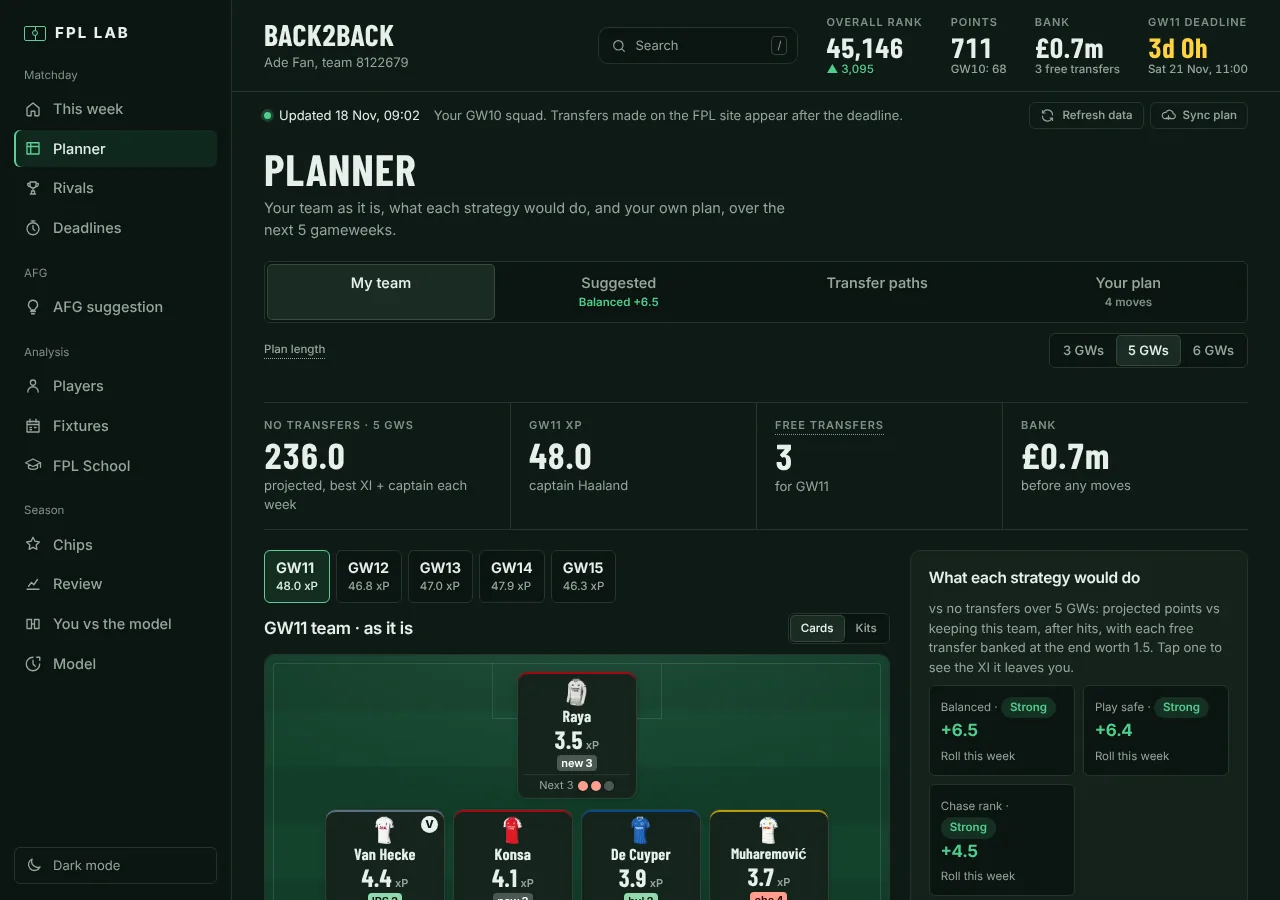 FPL LAB
Matchday
This week
Planner
Rivals
Deadlines
AFG
AFG suggestion
Analysis
Players
Fixtures
FPL School
Season
Chips
Review
You vs the model
Model
Dark mode
BACK2BACK
Ade Fan, team 8122679
Search /
OVERALL RANK
45,146
▲ 3,095
POINTS
711
GW10: 68
BANK
£0.7m
3 free transfers
GW11 DEADLINE
3d 0h
Sat 21 Nov, 11:00
Updated 18 Nov, 09:02 Your GW10 squad. Transfers made on the FPL site appear after the deadline.
Refresh data
Sync plan
PLANNER
Your team as it is, what each strategy would do, and your own plan, over the
next 5 gameweeks.
My team
Suggested
Balanced +6.5
Transfer paths
Your plan
4 moves
Plan length
3 GWs 5 GWs 6 GWs
NO TRANSFERS · 5 GWS
236.0
projected, best XI + captain each
week
GW11 XP
48.0
captain Haaland
FREE TRANSFERS
3
for GW11
BANK
£0.7m
before any moves
GW11
48.0 xP
GW12
46.8 xP
GW13
47.0 xP
GW14
47.9 xP
GW15
46.3 xP
GW11 team · as it is
Cards Kits
Raya
3.5 xP
new 3
Next 3
V
Van Hecke
4.4 xP
Konsa
4.1 xP
new 3
De Cuyper
3.9 xP
Muharemović
3.7 xP
What each strategy would do
vs no transfers over 5 GWs: projected points vs
keeping this team, after hits, with each free
transfer banked at the end worth 1.5. Tap one to
see the XI it leaves you.
Balanced · Strong
+6.5
Roll this week
Play safe · Strong
+6.4
Roll this week
Chase rank ·
Strong
+4.5
Roll this week